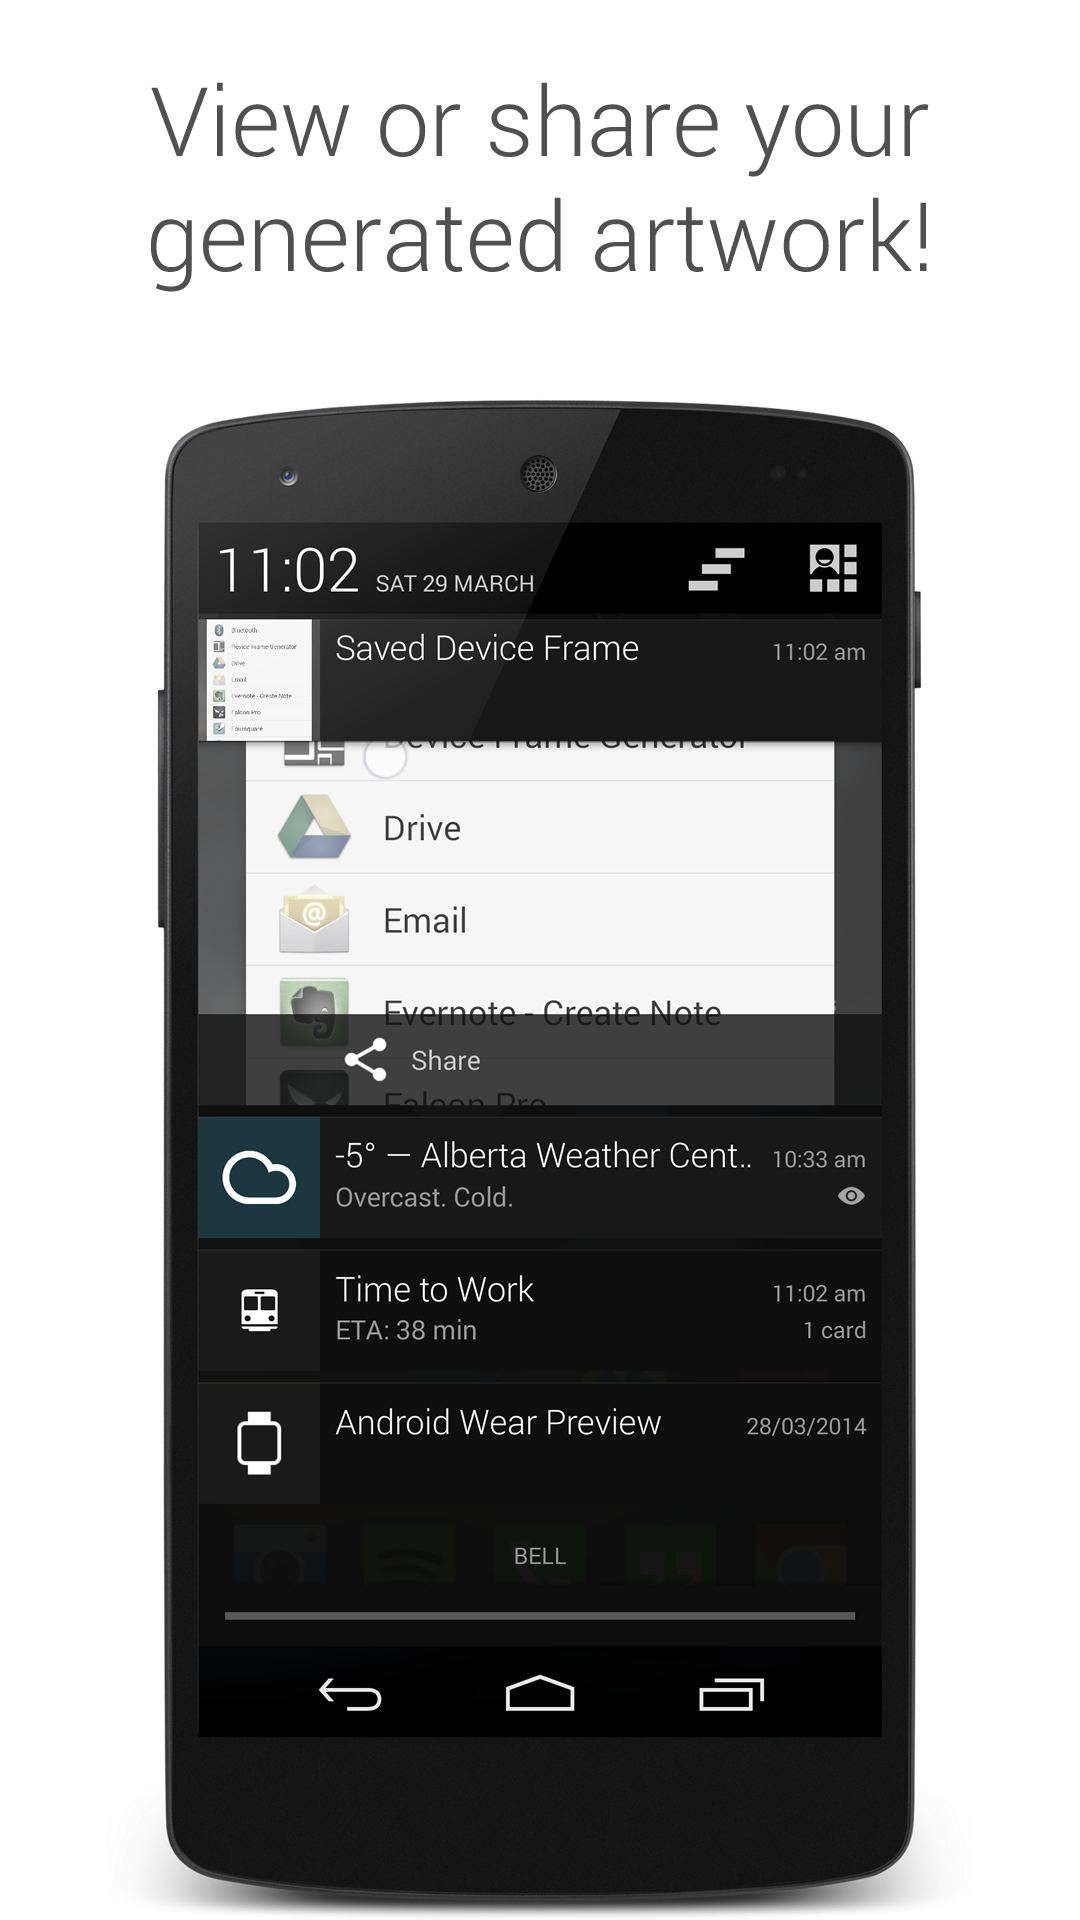 View or share your
generated artwork!
11:02 SAT 29 MARCH
Bluetooth
Device Frame Generator
Drive
Email
Evernote - Create Note
Falcon Pro
Foursquare
Saved Device Frame 11:02 am
Device Frame Generator
Drive
Email
Evernote - Create Note
Share
Falcon Pro
-5° — Alberta Weather Cent.. 10:33 am
Overcast. Cold.
Time to Work 11:02 am
ETA: 38 min 1 card
Android Wear Preview 28/03/2014
BELL